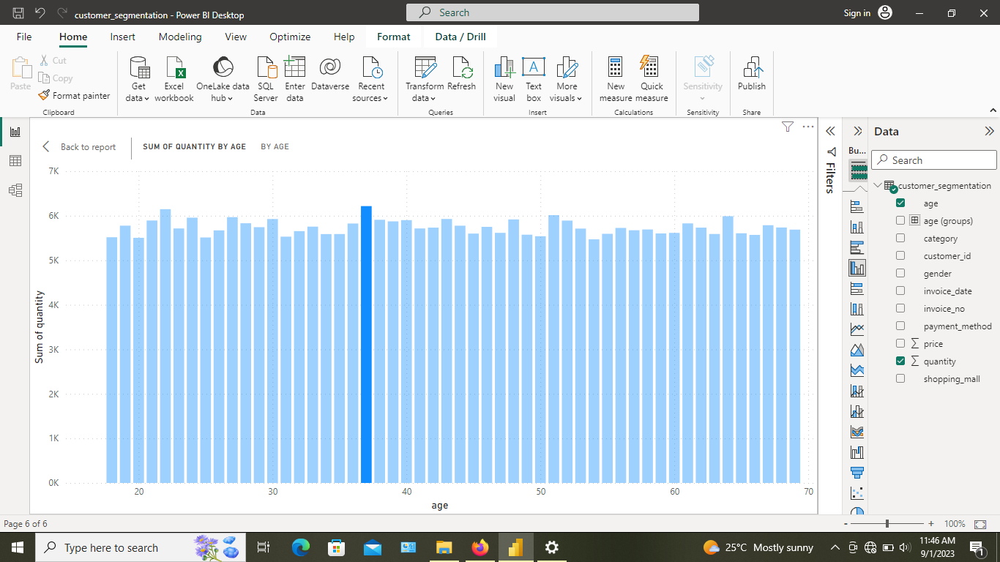 customer_segmentation - Power BI Desktop
Search
Sign in
File
Home
Insert
Modeling
View
Optimize
Help
Format
Data / Drill
Paste
Cut
Copy
Format painter
Clipboard
Get data
Excel workbook
OneLake data hub
SQL Server
Enter data
Dataverse
Recent sources
Data
Transform data
Refresh
Queries
New visual
Text box
More visuals
Insert
New measure
Quick measure
Calculations
Sensitivity
Sensitivity
Publish
Share
Back to report
SUM OF QUANTITY BY AGE
BY AGE
7K
6K
5K
4K
3K
2K
1K
0K
Sum of quantity
20
30
40
50
60
70
age
Filters
Bu...
Data
Search
customer_segmentation
age
age (groups)
category
customer_id
gender
invoice_date
invoice_no
payment_method
price
quantity
shopping_mall
Page 6 of 6
- + 100%
Type here to search
25°C Mostly sunny
11:46 AM
9/1/2023
1